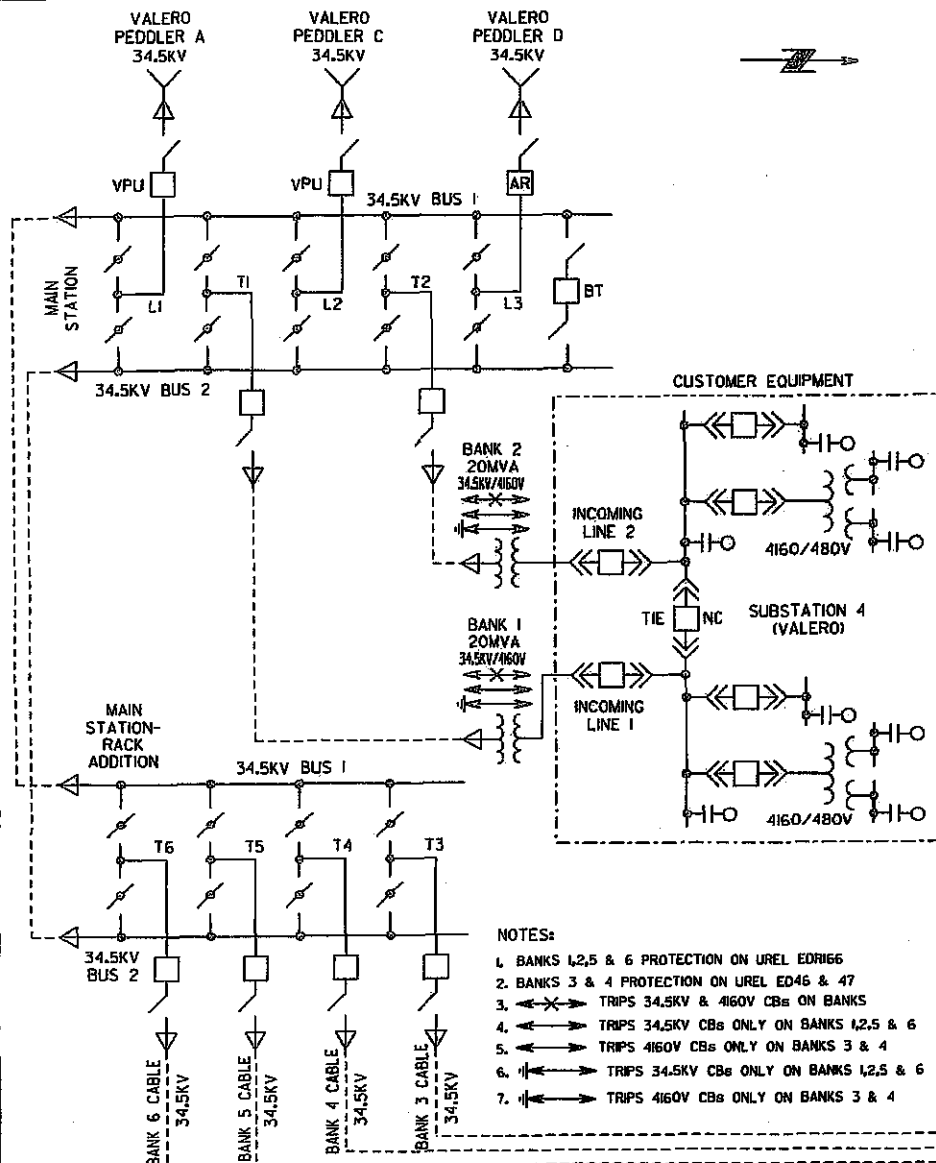 VALERO
PEDDLER A
34.5KV
VALERO
PEDDLER C
34.5KV
VALERO
PEDDLER D
34.5KV
VPU
VPU
AR
34.5KV BUS 1
MAIN
STATION
L1
T1
L2
T2
L3
BT
34.5KV BUS 2
CUSTOMER EQUIPMENT
BANK 2
20MVA
34.5KV/4160V
INCOMING
LINE 2
4160/480V
TIE
NC
SUBSTATION 4
(VALERO)
BANK 1
20MVA
34.5KV/4160V
INCOMING
LINE 1
4160/480V
MAIN
STATION-
RACK
ADDITION
34.5KV BUS 1
T6
T5
T4
T3
34.5KV
BUS 2
BANK 6 CABLE
34.5KV
BANK 5 CABLE
34.5KV
BANK 4 CABLE
34.5KV
BANK 3 CABLE
34.5KV
NOTES:
1. BANKS 1,2,5 & 6 PROTECTION ON UREL EDR166
2. BANKS 3 & 4 PROTECTION ON UREL ED46 & 47
3. TRIPS 34.5KV & 4160V CBs ON BANKS
4. TRIPS 34.5KV CBs ONLY ON BANKS 1,2,5 & 6
5. TRIPS 4160V CBs ONLY ON BANKS 3 & 4
6. TRIPS 34.5KV CBs ONLY ON BANKS 1,2,5 & 6
7. TRIPS 4160V CBs ONLY ON BANKS 3 & 4